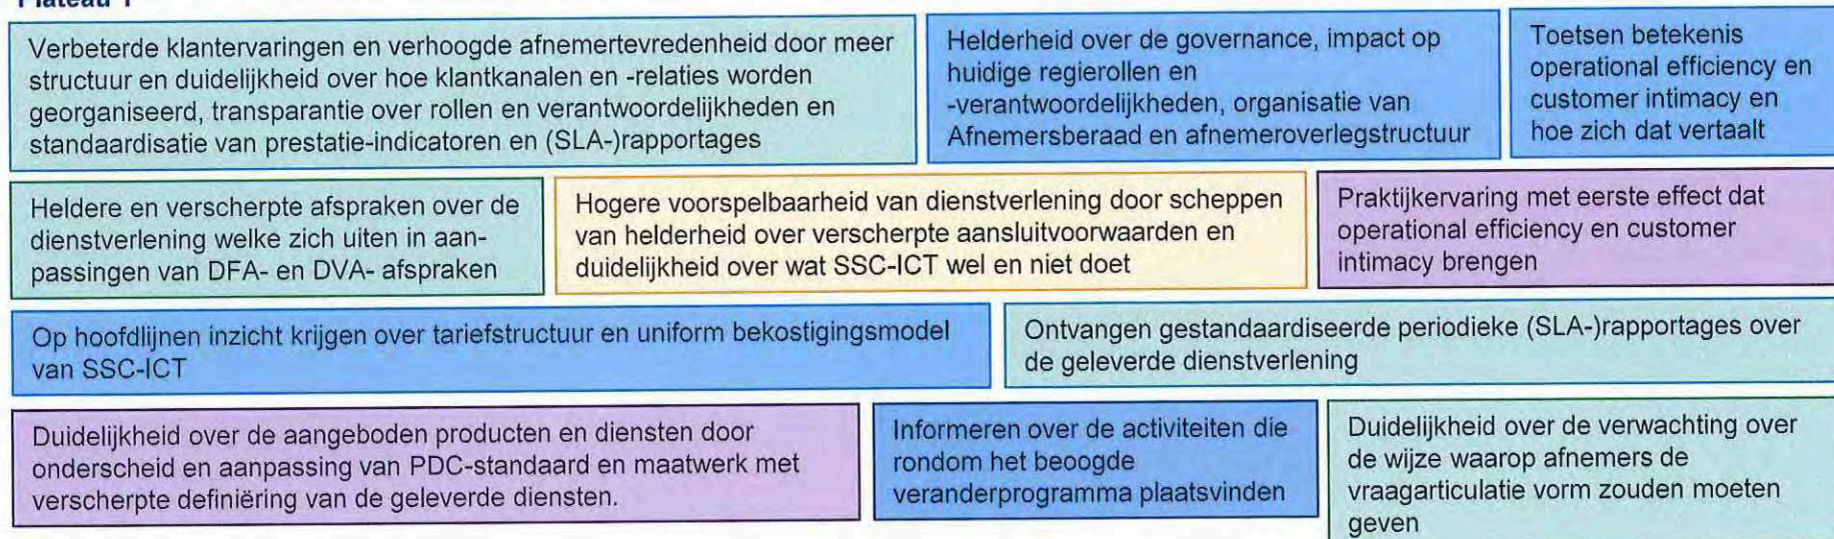 Plateau 1
Verbeterde klantervaringen en verhoogde afnemertevredenheid door meer
structuur en duidelijkheid over hoe klantkanalen en -relaties worden
georganiseerd, transparantie over rollen en verantwoordelijkheden en
standaardisatie van prestatie-indicatoren en (SLA-)rapportages
Helderheid over de governance, impact op
huidige regierollen en
-verantwoordelijkheden, organisatie van
Afnemersberaad en afnemeroverlegstructuur
Toetsen betekenis
operational efficiency en
customer intimacy en
hoe zich dat vertaalt
Heldere en verscherpte afspraken over de
dienstverlening welke zich uiten in aan-
passingen van DFA- en DVA- afspraken
Hogere voorspelbaarheid van dienstverlening door scheppen
van helderheid over verscherpte aansluitvoorwaarden en
duidelijkheid over wat SSC-ICT wel en niet doet
Praktijkervaring met eerste effect dat
operational efficiency en customer
intimacy brengen
Op hoofdlijnen inzicht krijgen over tariefstructuur en uniform bekostigingsmodel
van SSC-ICT
Ontvangen gestandaardiseerde periodieke (SLA-)rapportages over
de geleverde dienstverlening
Duidelijkheid over de aangeboden producten en diensten door
onderscheid en aanpassing van PDC-standaard en maatwerk met
verscherpte definiëring van de geleverde diensten.
Informeren over de activiteiten die
rondom het beoogde
veranderprogramma plaatsvinden
Duidelijkheid over de verwachting over
de wijze waarop afnemers de
vraagarticulatie vorm zouden moeten
geven